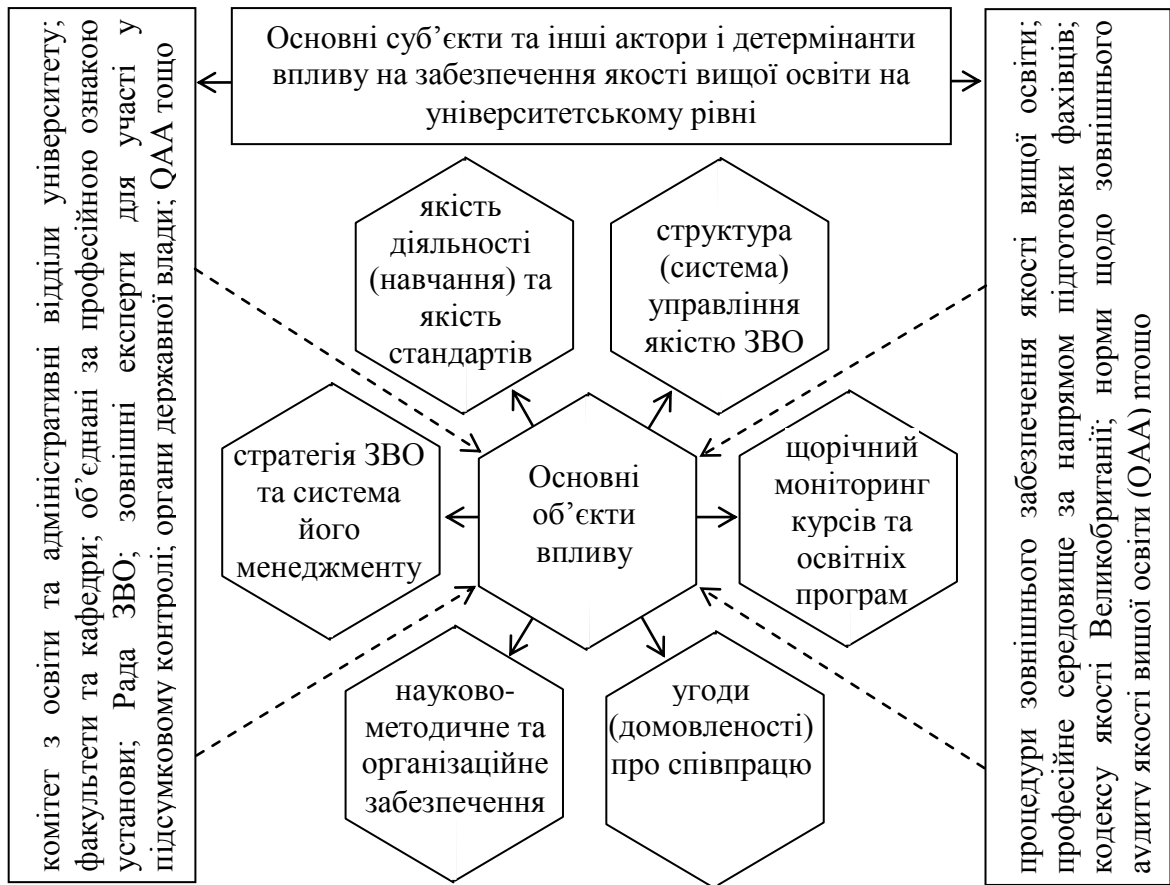 Основні суб’єкти та інші актори і детермінанти
впливу на забезпечення якості вищої освіти на
університетському рівні
комітет з освіти та адміністративні відділи університету;
факультети та кафедри; об’єднані за професійною ознакою
установи; Рада ЗВО; зовнішні експерти для участі у
підсумковому контролі; органи державної влади; QAA тощо
якість
діяльності
(навчання) та
якість
стандартів
структура
(система)
управління
якістю ЗВО
стратегія ЗВО
та система
його
менеджменту
Основні
об’єкти
впливу
щорічний
моніторинг
курсів та
освітніх
програм
науково-
методичне та
організаційне
забезпечення
угоди
(домовленості)
про співпрацю
процедури зовнішнього забезпечення якості вищої освіти;
професійне середовище за напрямом підготовки фахівців;
кодексу якості Великобританії; норми щодо зовнішнього
аудиту якості вищої освіти (QAA) птощо